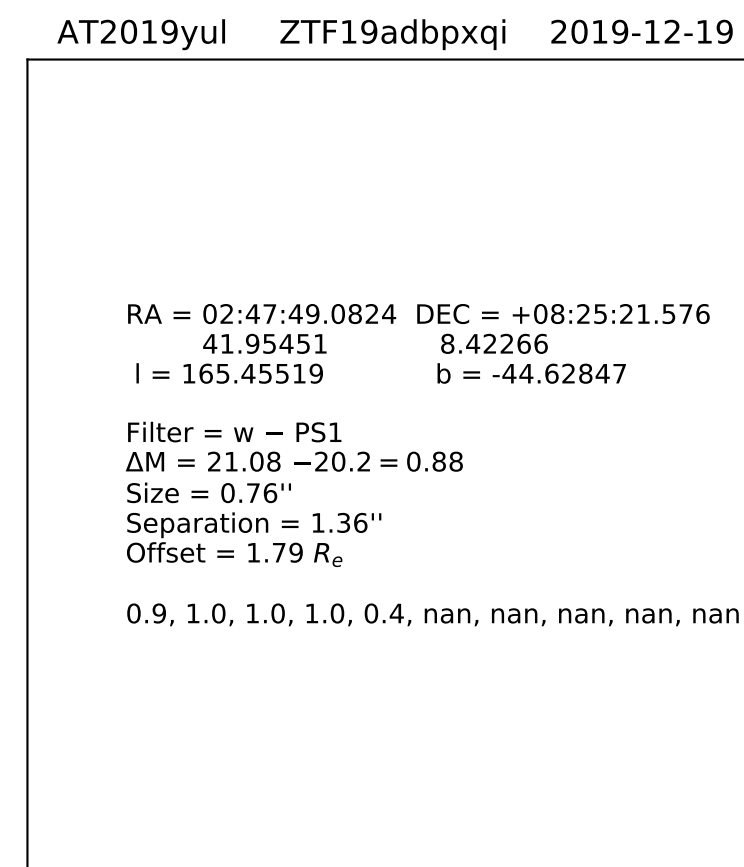 AT2019yul ZTF19adbpxqi 2019-12-19
RA = 02:47:49.0824 DEC = +08:25:21.576
41.95451 8.42266
l = 165.45519 b = -44.62847
Filter = w − PS1
ΔM = 21.08 −20.2 = 0.88
Size = 0.76''
Separation = 1.36''
Offset = 1.79 Rₑ
0.9, 1.0, 1.0, 1.0, 0.4, nan, nan, nan, nan, nan